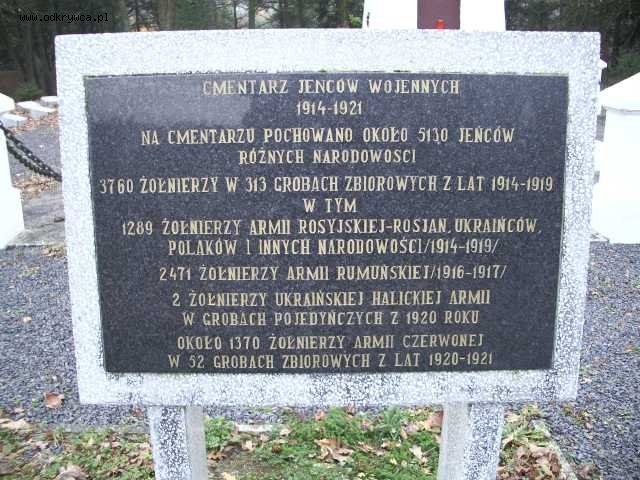 www.odkrywca.pl
CMENTARZ JEŃCÓW WOJENNYCH
1914-1921
NA CMENTARZU POCHOWANO OKOŁO 5130 JEŃCÓW
RÓŻNYCH NARODOWOŚCI
3760 ŻOŁNIERZY W 313 GROBACH ZBIOROWYCH Z LAT 1914-1919
W TYM
1289 ŻOŁNIERZY ARMII ROSYJSKIEJ-ROSJAN, UKRAIŃCÓW,
POLAKÓW I INNYCH NARODOWOŚCI/1914-1919/
2471 ŻOŁNIERZY ARMII RUMUŃSKIEJ/1916-1917/
2 ŻOŁNIERZY UKRAIŃSKIEJ HALICKIEJ ARMII
W GROBACH POJEDYŃCZYCH Z 1920 ROKU
OKOŁO 1370 ŻOŁNIERZY ARMII CZERWONEJ
W 52 GROBACH ZBIOROWYCH Z LAT 1920-1921